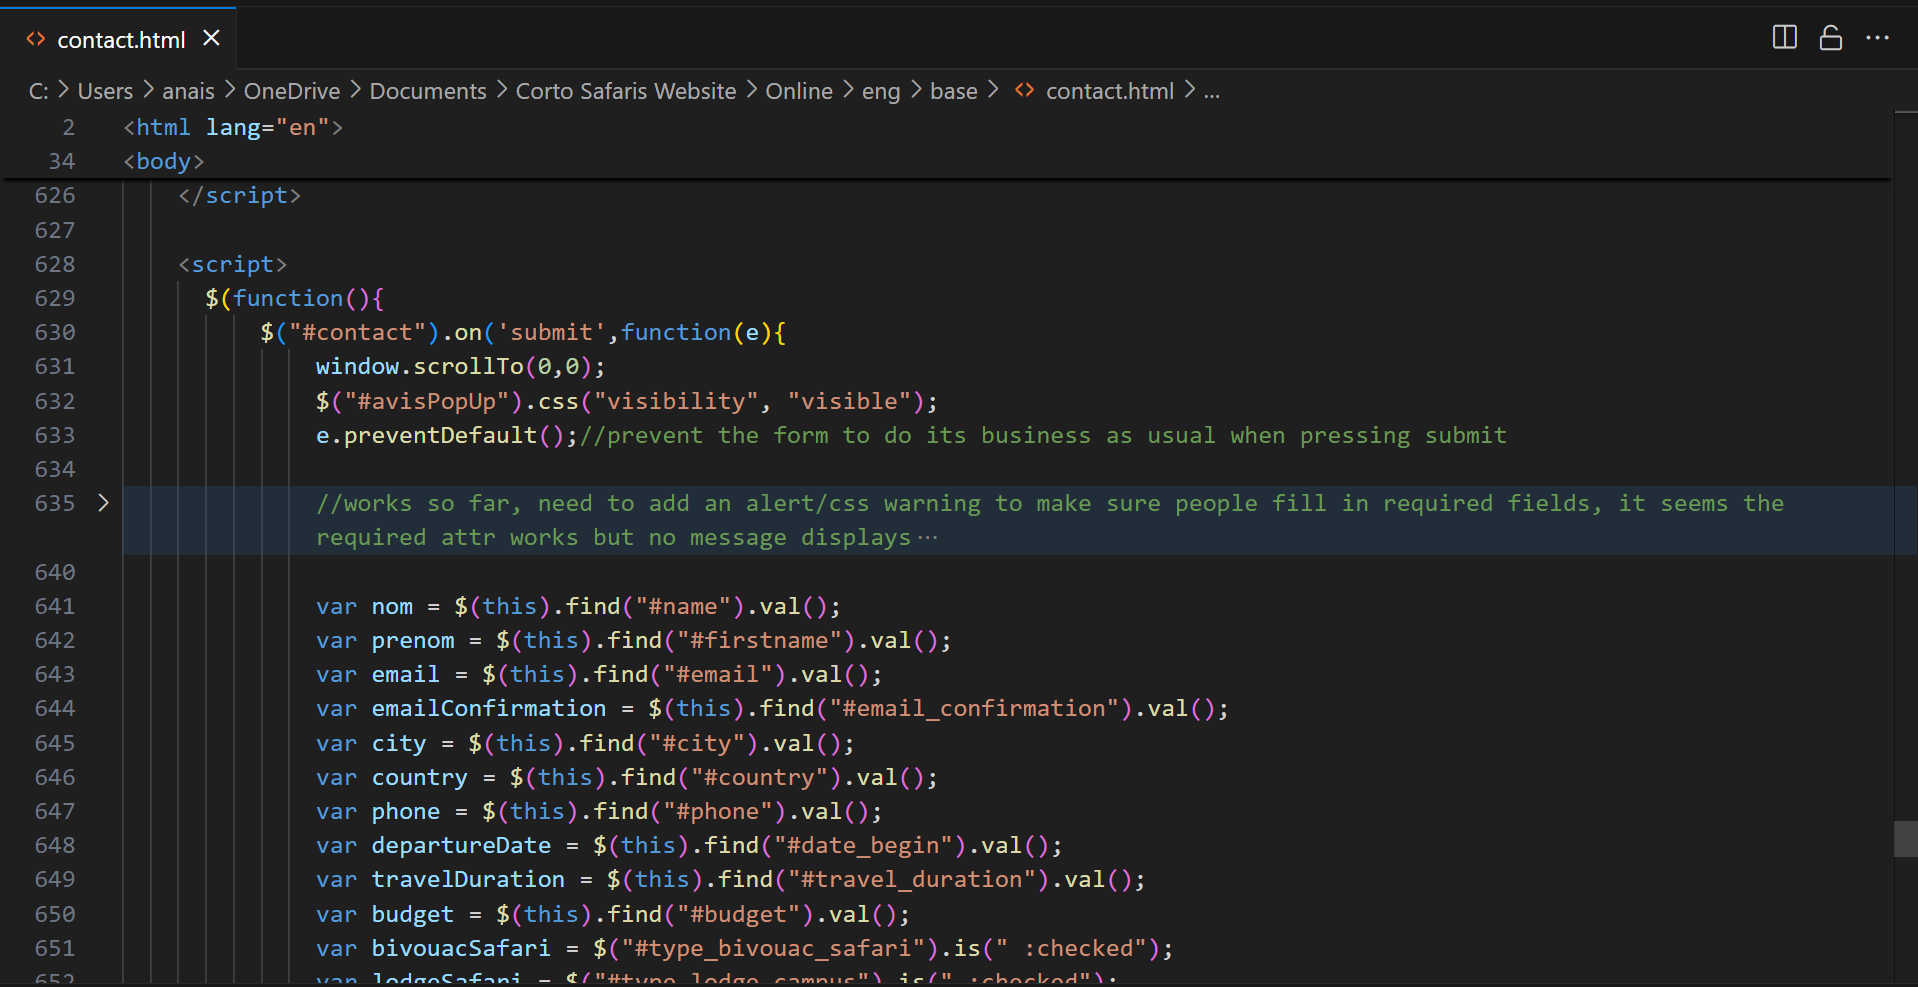 contact.html
C: > Users > anais > OneDrive > Documents > Corto Safaris Website > Online > eng > base > contact.html > ...
2 <html lang="en">
34 <body>
626 </script>
627
628 <script>
629 $(function(){
630 $("#contact").on('submit',function(e){
631 window.scrollTo(0,0);
632 $("#avisPopUp").css("visibility", "visible");
633 e.preventDefault();//prevent the form to do its business as usual when pressing submit
634
635 //works so far, need to add an alert/css warning to make sure people fill in required fields, it seems the
required attr works but no message displays ...
640
641 var nom = $(this).find("#name").val();
642 var prenom = $(this).find("#firstname").val();
643 var email = $(this).find("#email").val();
644 var emailConfirmation = $(this).find("#email_confirmation").val();
645 var city = $(this).find("#city").val();
646 var country = $(this).find("#country").val();
647 var phone = $(this).find("#phone").val();
648 var departureDate = $(this).find("#date_begin").val();
649 var travelDuration = $(this).find("#travel_duration").val();
650 var budget = $(this).find("#budget").val();
651 var bivouacSafari = $("#type_bivouac_safari").is(" :checked");
652 var lodgeSafari = $("#type_lodge_campus").is(" :checked");